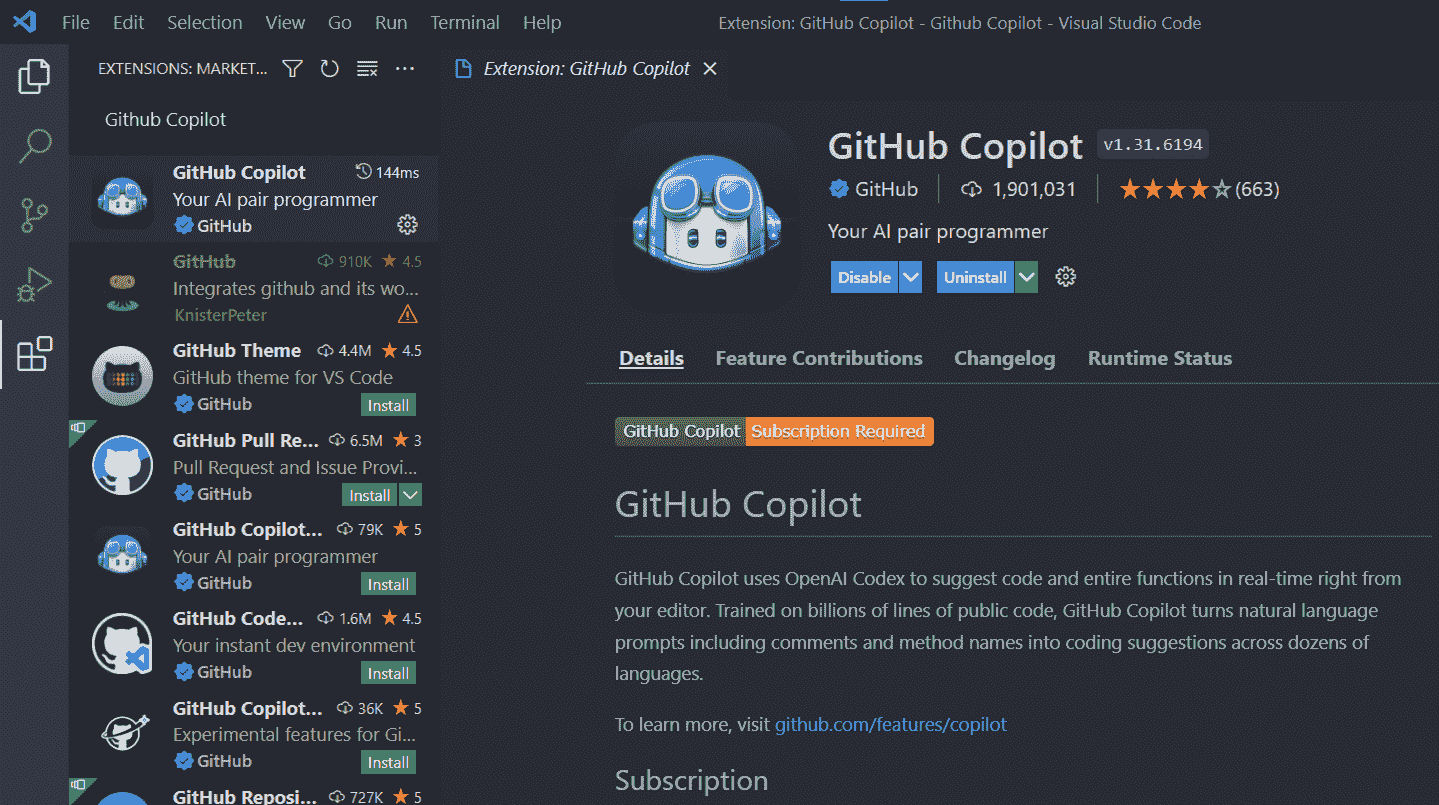 File Edit Selection View Go Run Terminal Help
Extension: GitHub Copilot - Github Copilot - Visual Studio Code
EXTENSIONS: MARKET...
Github Copilot
GitHub Copilot 144ms
Your AI pair programmer
GitHub
GitHub 910K 4.5
Integrates github and its wo...
KnisterPeter
GitHub Theme 4.4M 4.5
GitHub theme for VS Code
GitHub Install
GitHub Pull Re... 6.5M 3
Pull Request and Issue Provi...
GitHub Install
GitHub Copilot... 79K 5
Your AI pair programmer
GitHub Install
GitHub Code... 1.6M 4.5
Your instant dev environment
GitHub Install
GitHub Copilot... 36K 5
Experimental features for Gi...
GitHub Install
GitHub Reposi... 727K 5
Extension: GitHub Copilot
GitHub Copilot v1.31.6194
GitHub 1,901,031 (663)
Your AI pair programmer
Disable Uninstall
Details Feature Contributions Changelog Runtime Status
GitHub Copilot Subscription Required
GitHub Copilot
GitHub Copilot uses OpenAI Codex to suggest code and entire functions in real-time right from
your editor. Trained on billions of lines of public code, GitHub Copilot turns natural language
prompts including comments and method names into coding suggestions across dozens of
languages.
To learn more, visit github.com/features/copilot
Subscription